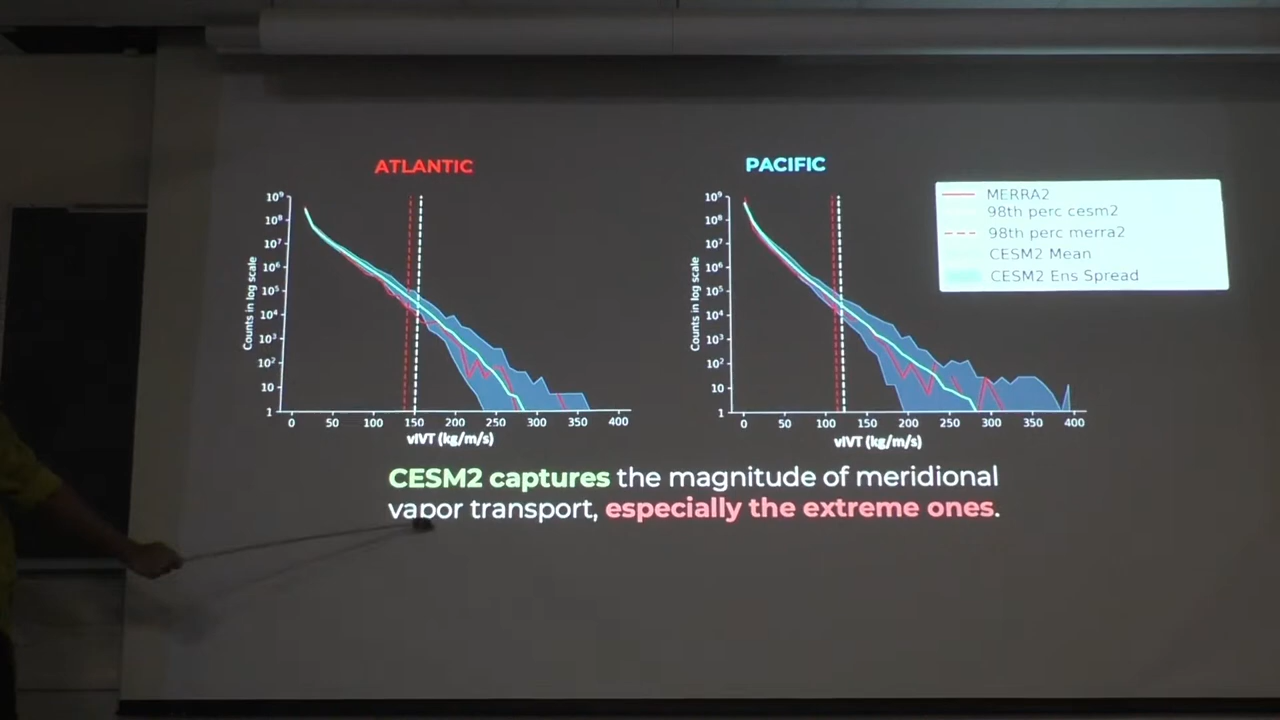 ATLANTIC
10⁹
10⁸
10⁷
10⁶
10⁵
10⁴
10³
10²
10
1
Counts in log scale
0 50 100 150 200 250 300 350 400
vIVT (kg/m/s)
PACIFIC
10⁹
10⁸
10⁷
10⁶
10⁵
10⁴
10³
10²
10
1
Counts in log scale
0 50 100 150 200 250 300 350 400
vIVT (kg/m/s)
MERRA2
98th perc cesm2
98th perc merra2
CESM2 Mean
CESM2 Ens Spread
CESM2 captures the magnitude of meridional
vapor transport, especially the extreme ones.